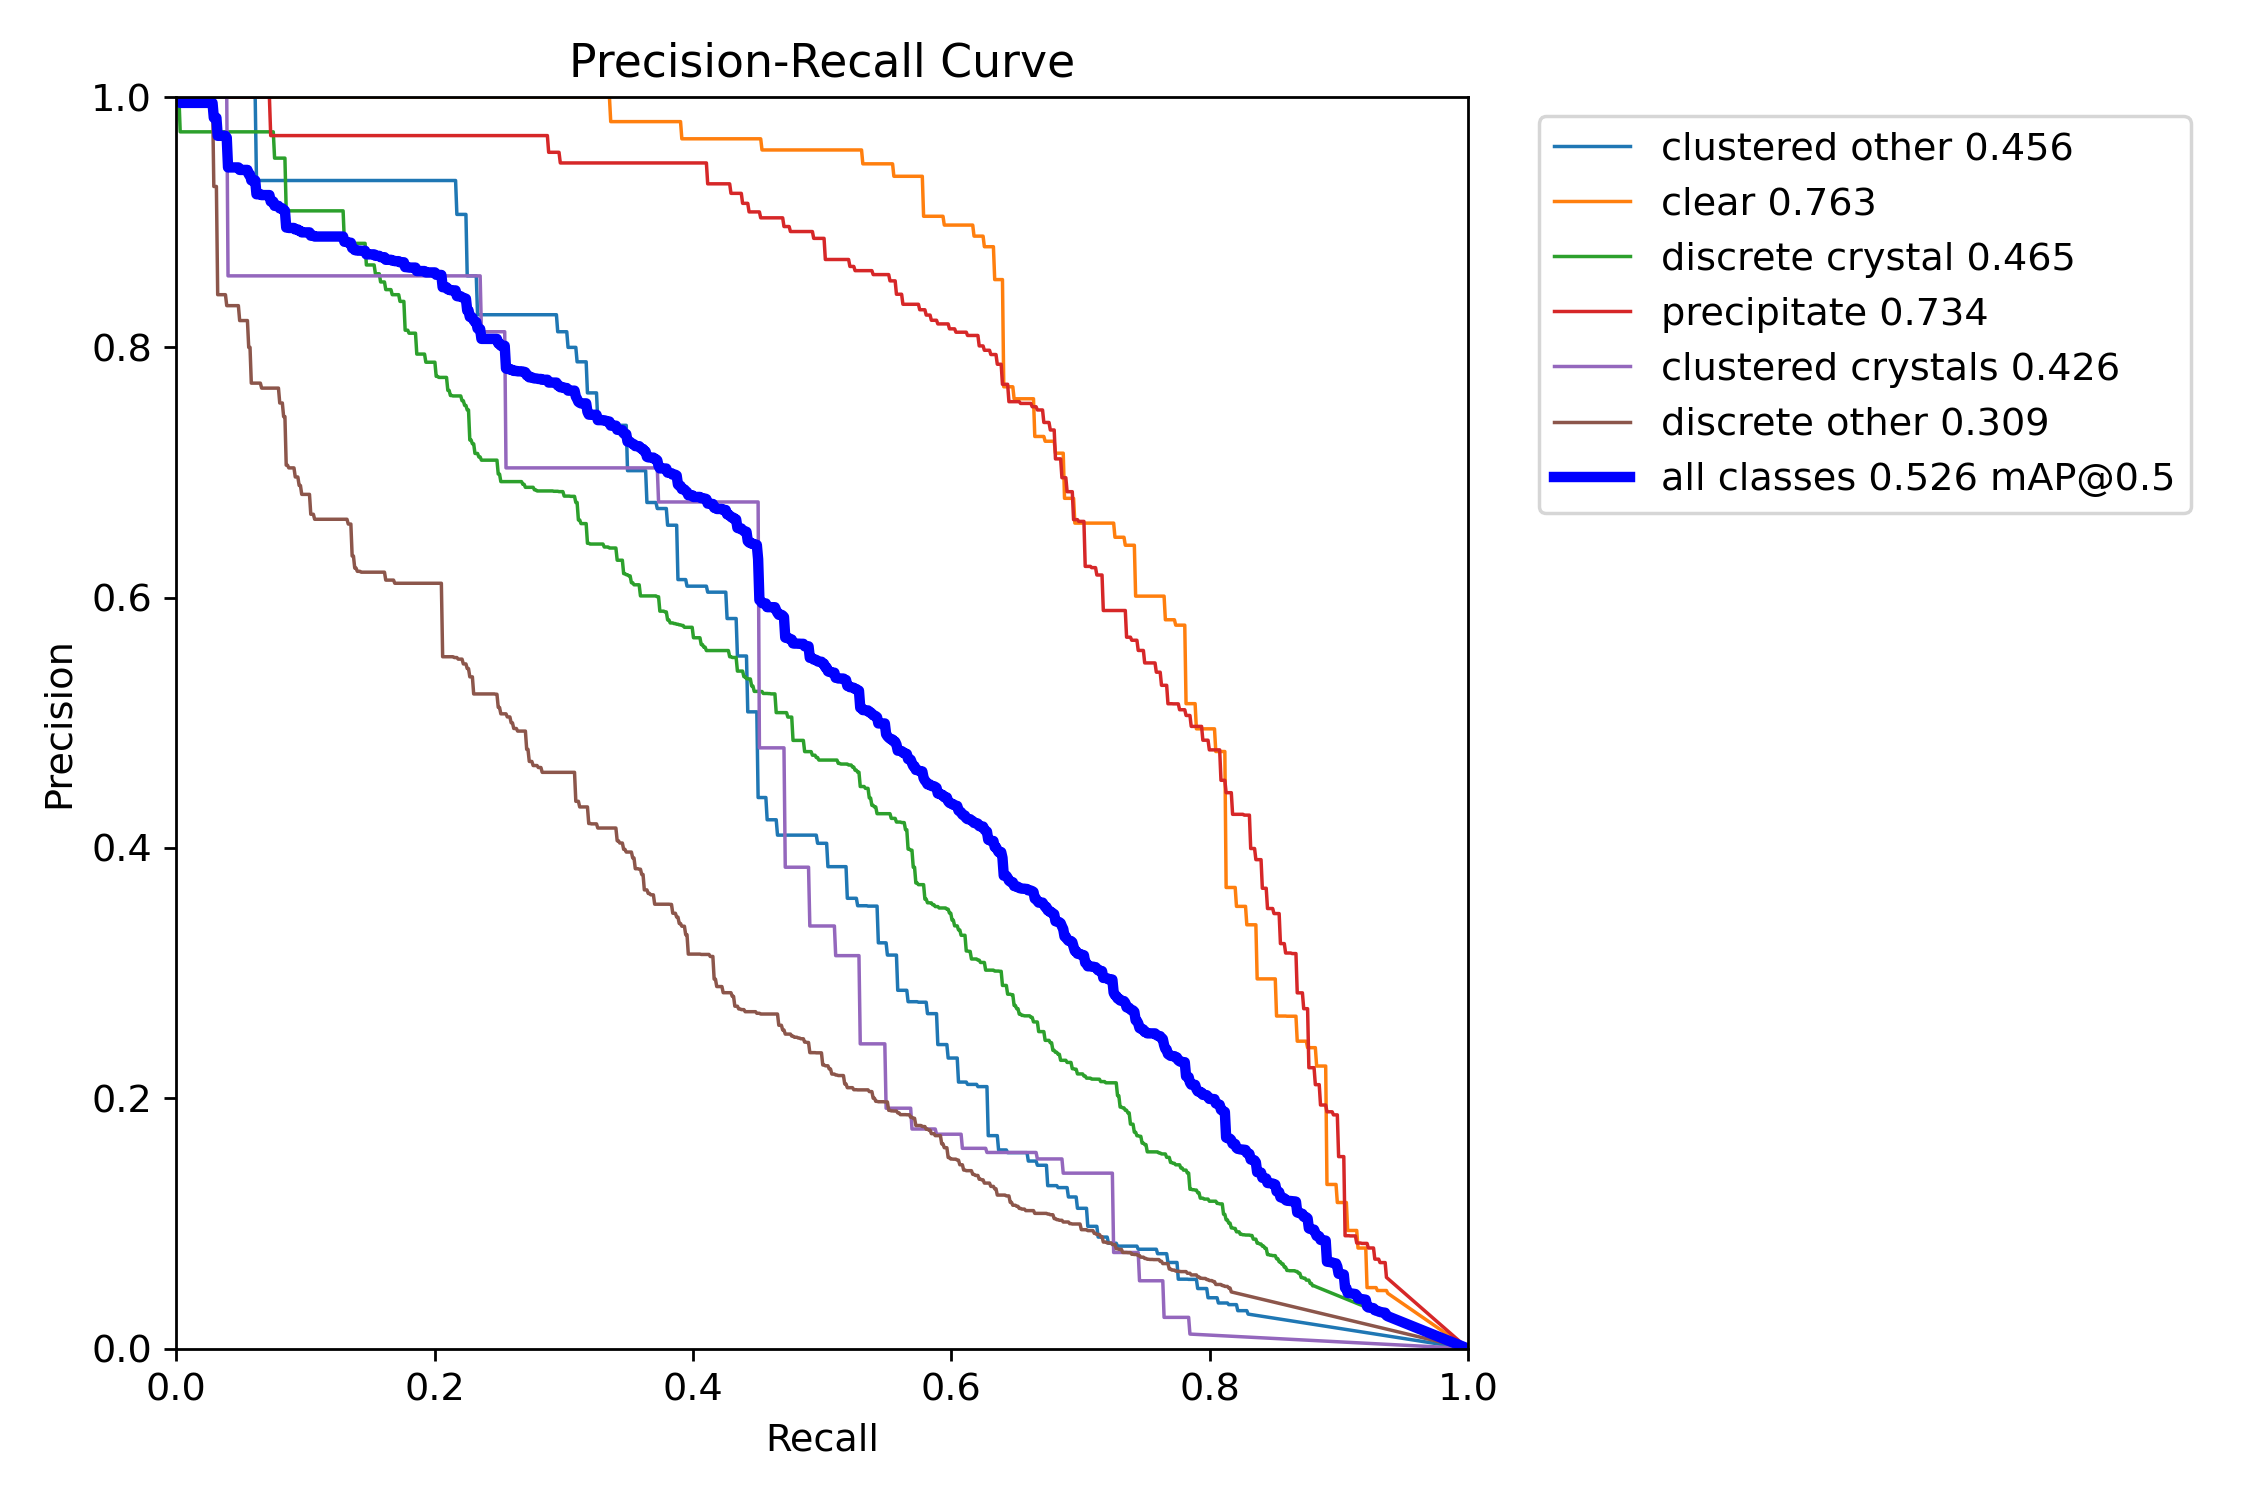 Precision-Recall Curve
1.0
0.8
0.6
0.4
0.2
0.0
Precision
0.0 0.2 0.4 0.6 0.8 1.0
Recall
clustered other 0.456
clear 0.763
discrete crystal 0.465
precipitate 0.734
clustered crystals 0.426
discrete other 0.309
all classes 0.526 mAP@0.5